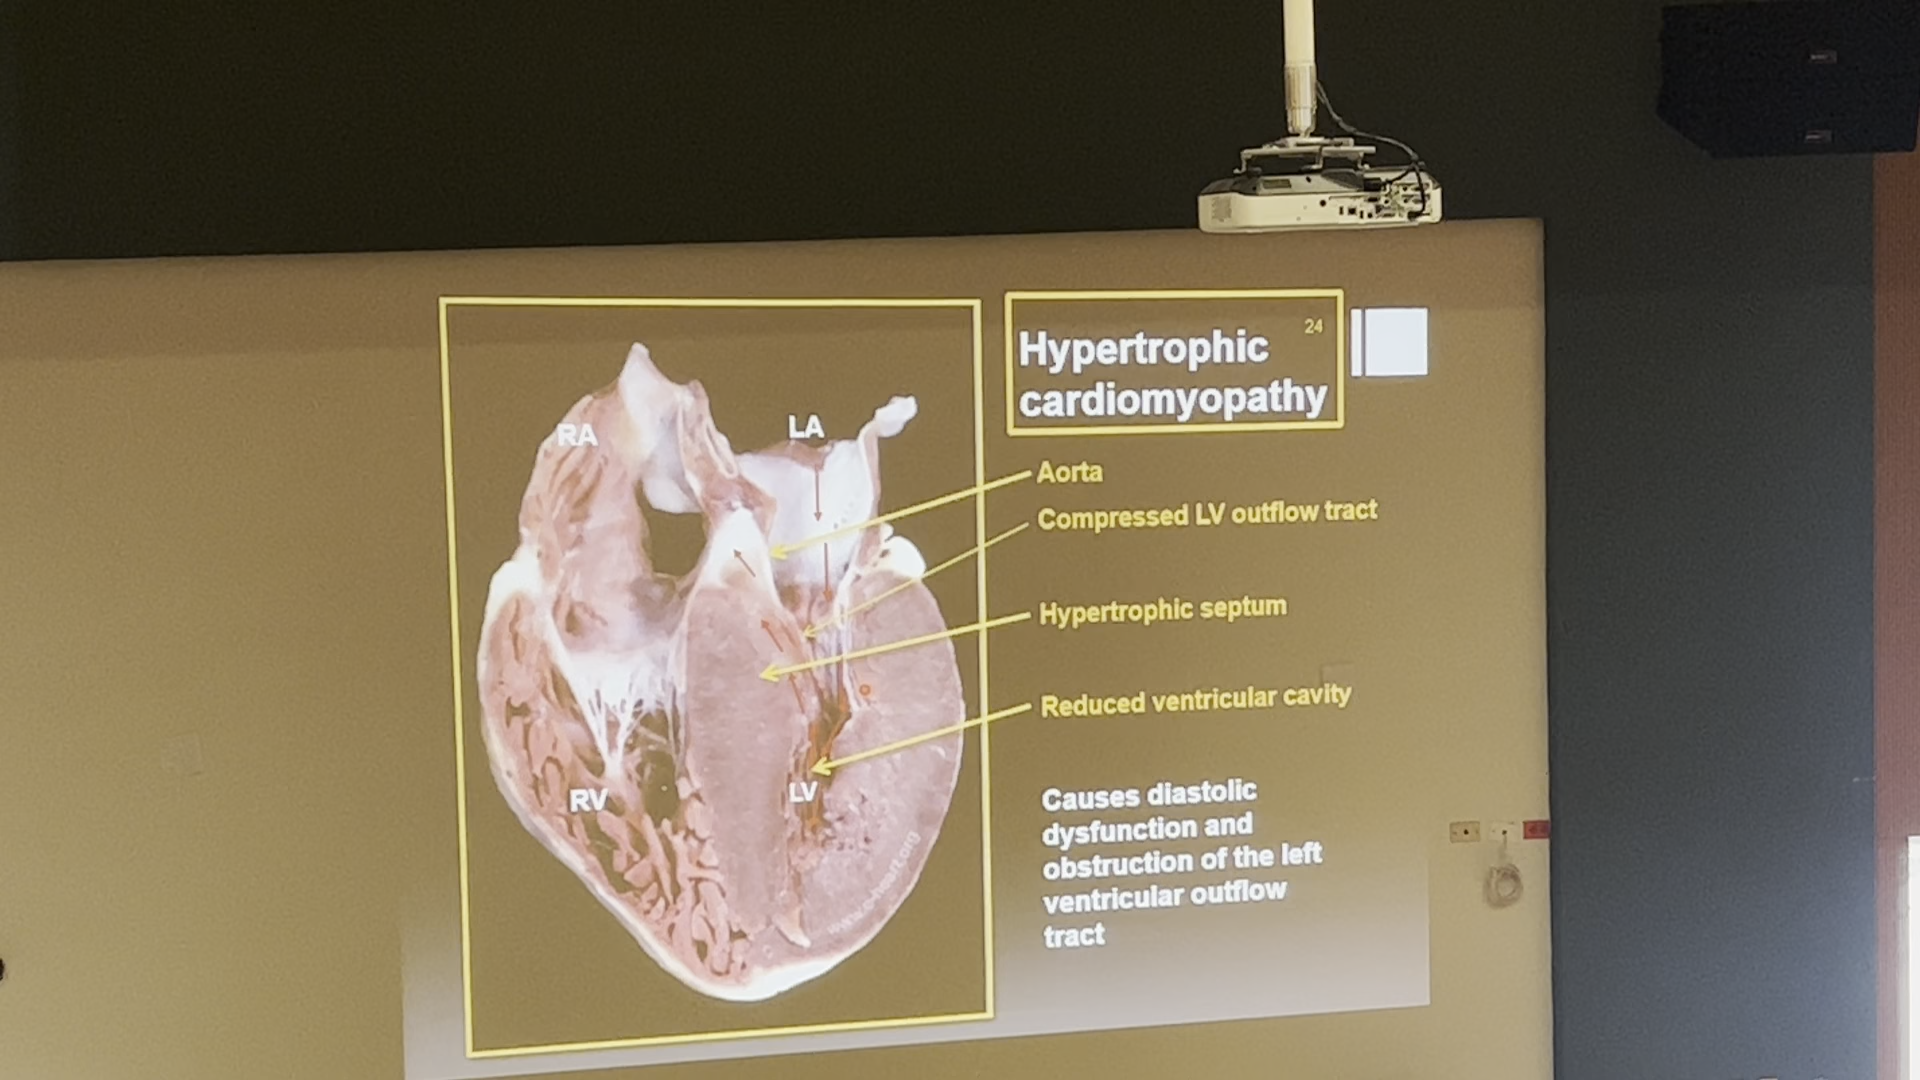 24
Hypertrophic
cardiomyopathy
RA
LA
Aorta
Compressed LV outflow tract
Hypertrophic septum
Reduced ventricular cavity
RV
LV
Causes diastolic
dysfunction and
obstruction of the left
ventricular outflow
tract